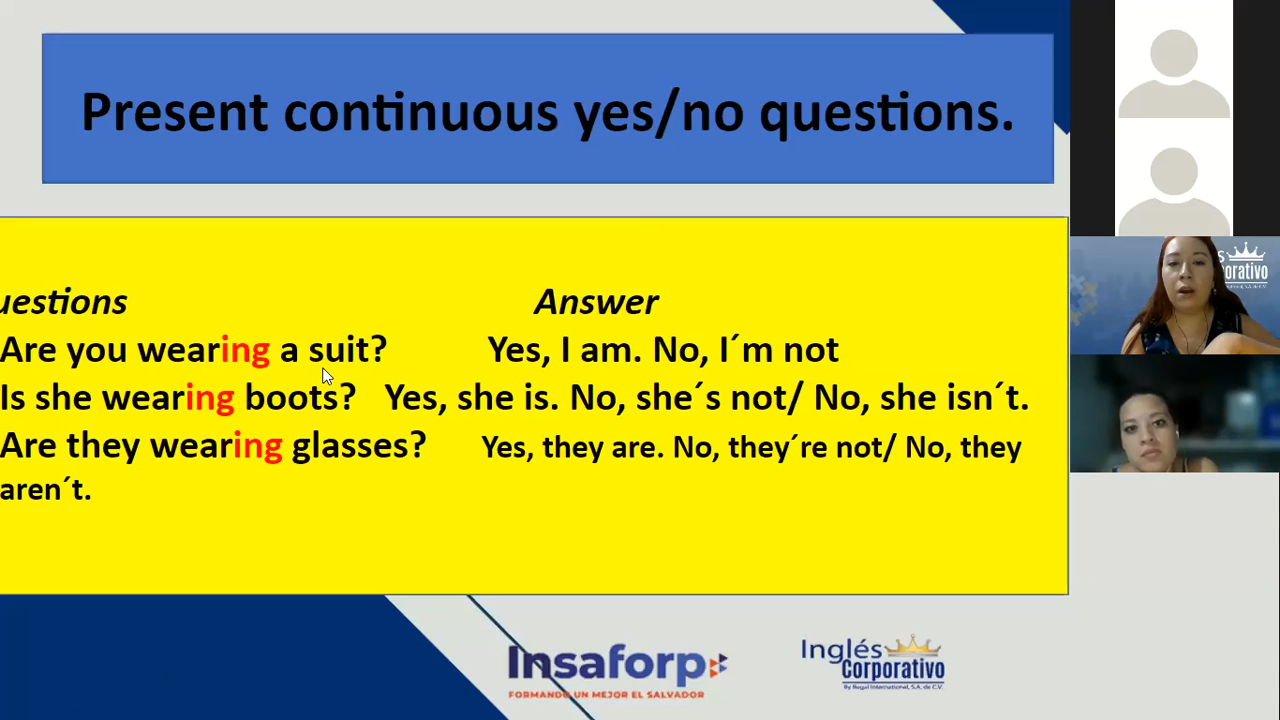 Present continuous yes/no questions.
uestions Answer
Are you wearing a suit? Yes, I am. No, I´m not
Is she wearing boots? Yes, she is. No, she´s not/ No, she isn´t.
Are they wearing glasses? Yes, they are. No, they´re not/ No, they
aren´t.
Insaforp
FORMANDO UN MEJOR EL SALVADOR
Inglés
Corporativo
By Regal International, S.A. de C.V.
s
orativo